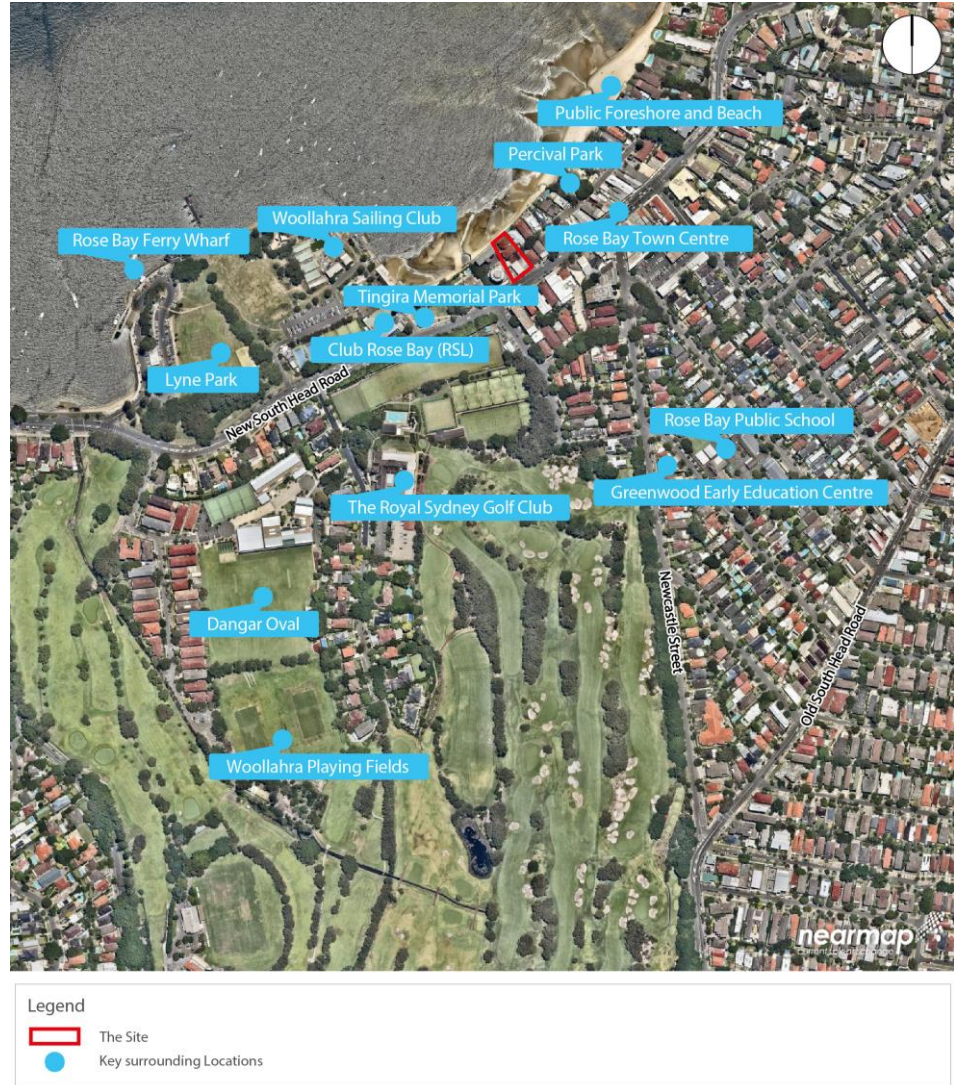 Public Foreshore and Beach
Percival Park
Woollahra Sailing Club
Rose Bay Ferry Wharf
Rose Bay Town Centre
Tingira Memorial Park
Club Rose Bay (RSL)
Lyne Park
New South Head Road
Rose Bay Public School
Greenwood Early Education Centre
The Royal Sydney Golf Club
Dangar Oval
Newcastle Street
Old South Head Road
Woollahra Playing Fields
nearmap
Legend
The Site
Key surrounding Locations